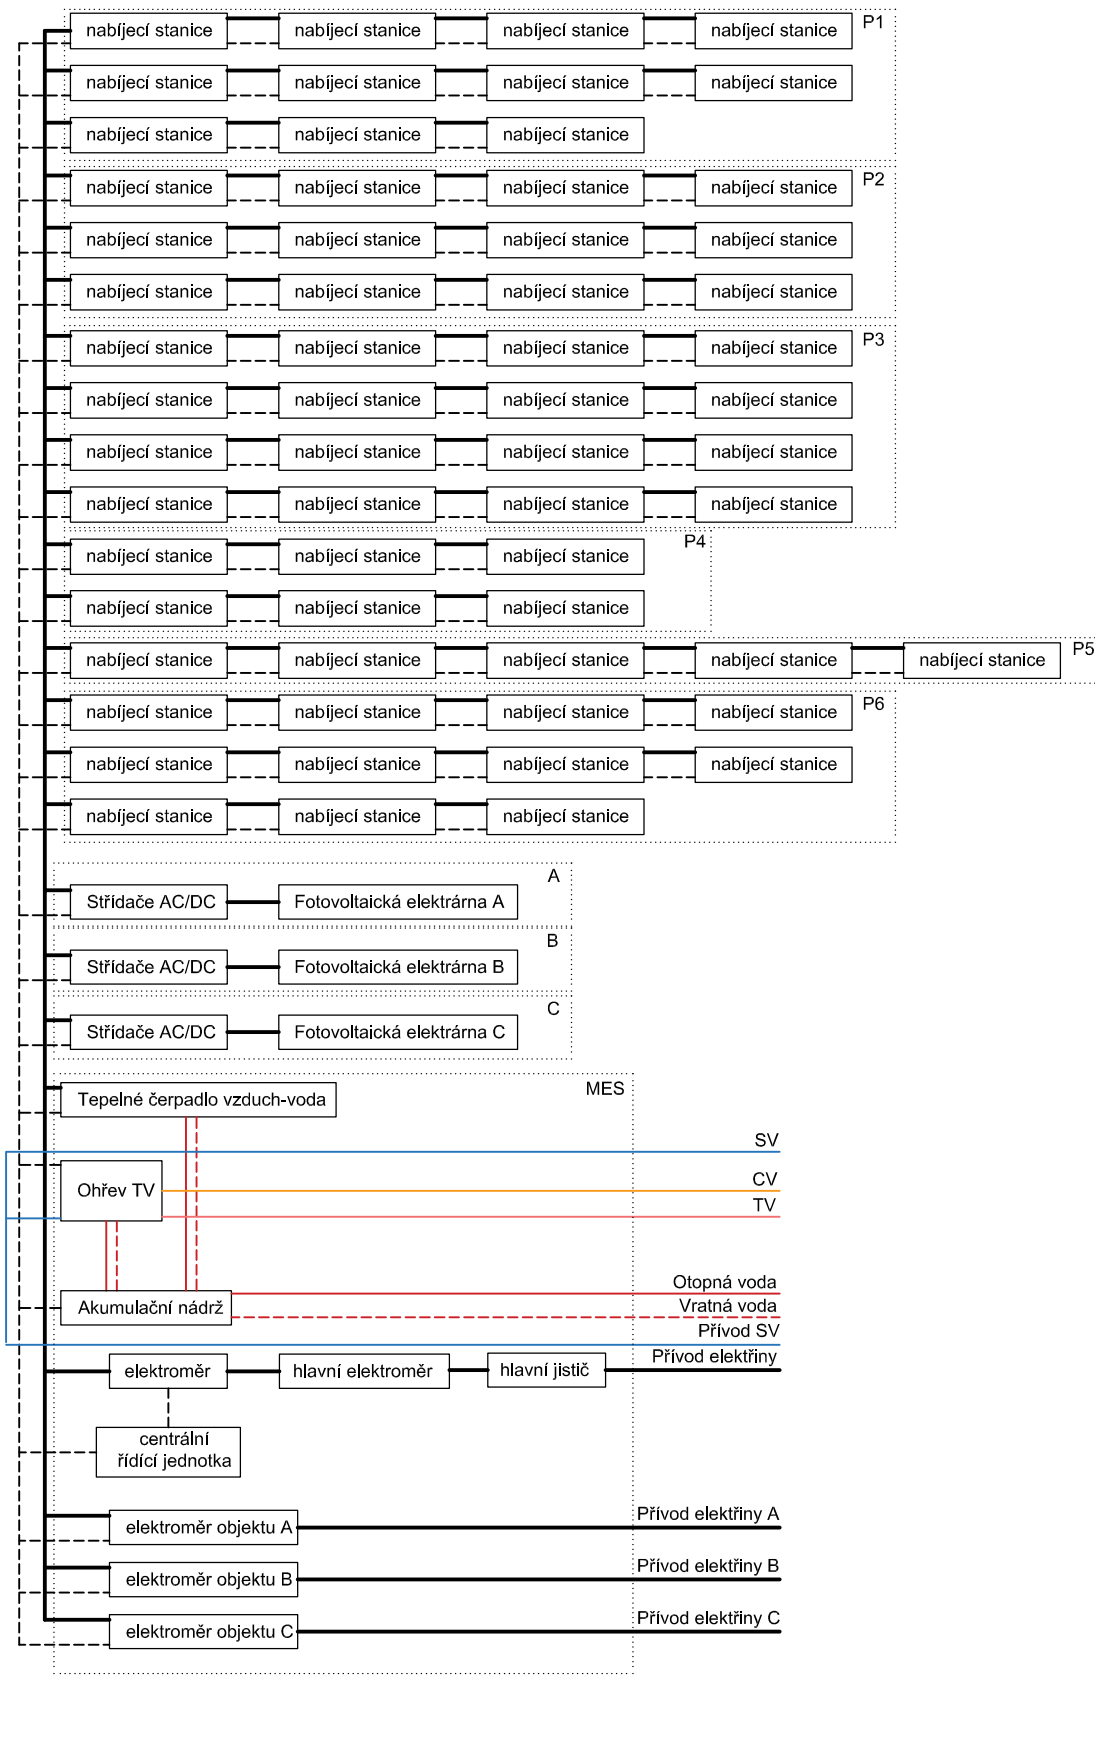 nabíjecí stanice nabíjecí stanice nabíjecí stanice nabíjecí stanice P1
nabíjecí stanice nabíjecí stanice nabíjecí stanice nabíjecí stanice
nabíjecí stanice nabíjecí stanice nabíjecí stanice
nabíjecí stanice nabíjecí stanice nabíjecí stanice nabíjecí stanice P2
nabíjecí stanice nabíjecí stanice nabíjecí stanice nabíjecí stanice
nabíjecí stanice nabíjecí stanice nabíjecí stanice nabíjecí stanice
nabíjecí stanice nabíjecí stanice nabíjecí stanice nabíjecí stanice P3
nabíjecí stanice nabíjecí stanice nabíjecí stanice nabíjecí stanice
nabíjecí stanice nabíjecí stanice nabíjecí stanice nabíjecí stanice
nabíjecí stanice nabíjecí stanice nabíjecí stanice nabíjecí stanice
nabíjecí stanice nabíjecí stanice nabíjecí stanice P4
nabíjecí stanice nabíjecí stanice nabíjecí stanice
nabíjecí stanice nabíjecí stanice nabíjecí stanice nabíjecí stanice nabíjecí stanice P5
nabíjecí stanice nabíjecí stanice nabíjecí stanice nabíjecí stanice P6
nabíjecí stanice nabíjecí stanice nabíjecí stanice nabíjecí stanice
nabíjecí stanice nabíjecí stanice nabíjecí stanice
A
Střídače AC/DC Fotovoltaická elektrárna A
B
Střídače AC/DC Fotovoltaická elektrárna B
C
Střídače AC/DC Fotovoltaická elektrárna C
MES
Tepelné čerpadlo vzduch-voda
SV
Ohřev TV CV
TV
Otopná voda
Akumulační nádrž Vratná voda
Přívod SV
Přívod elektřiny
elektroměr hlavní elektroměr hlavní jistič
centrální
řídící jednotka
Přívod elektřiny A
elektroměr objektu A
Přívod elektřiny B
elektroměr objektu B
Přívod elektřiny C
elektroměr objektu C